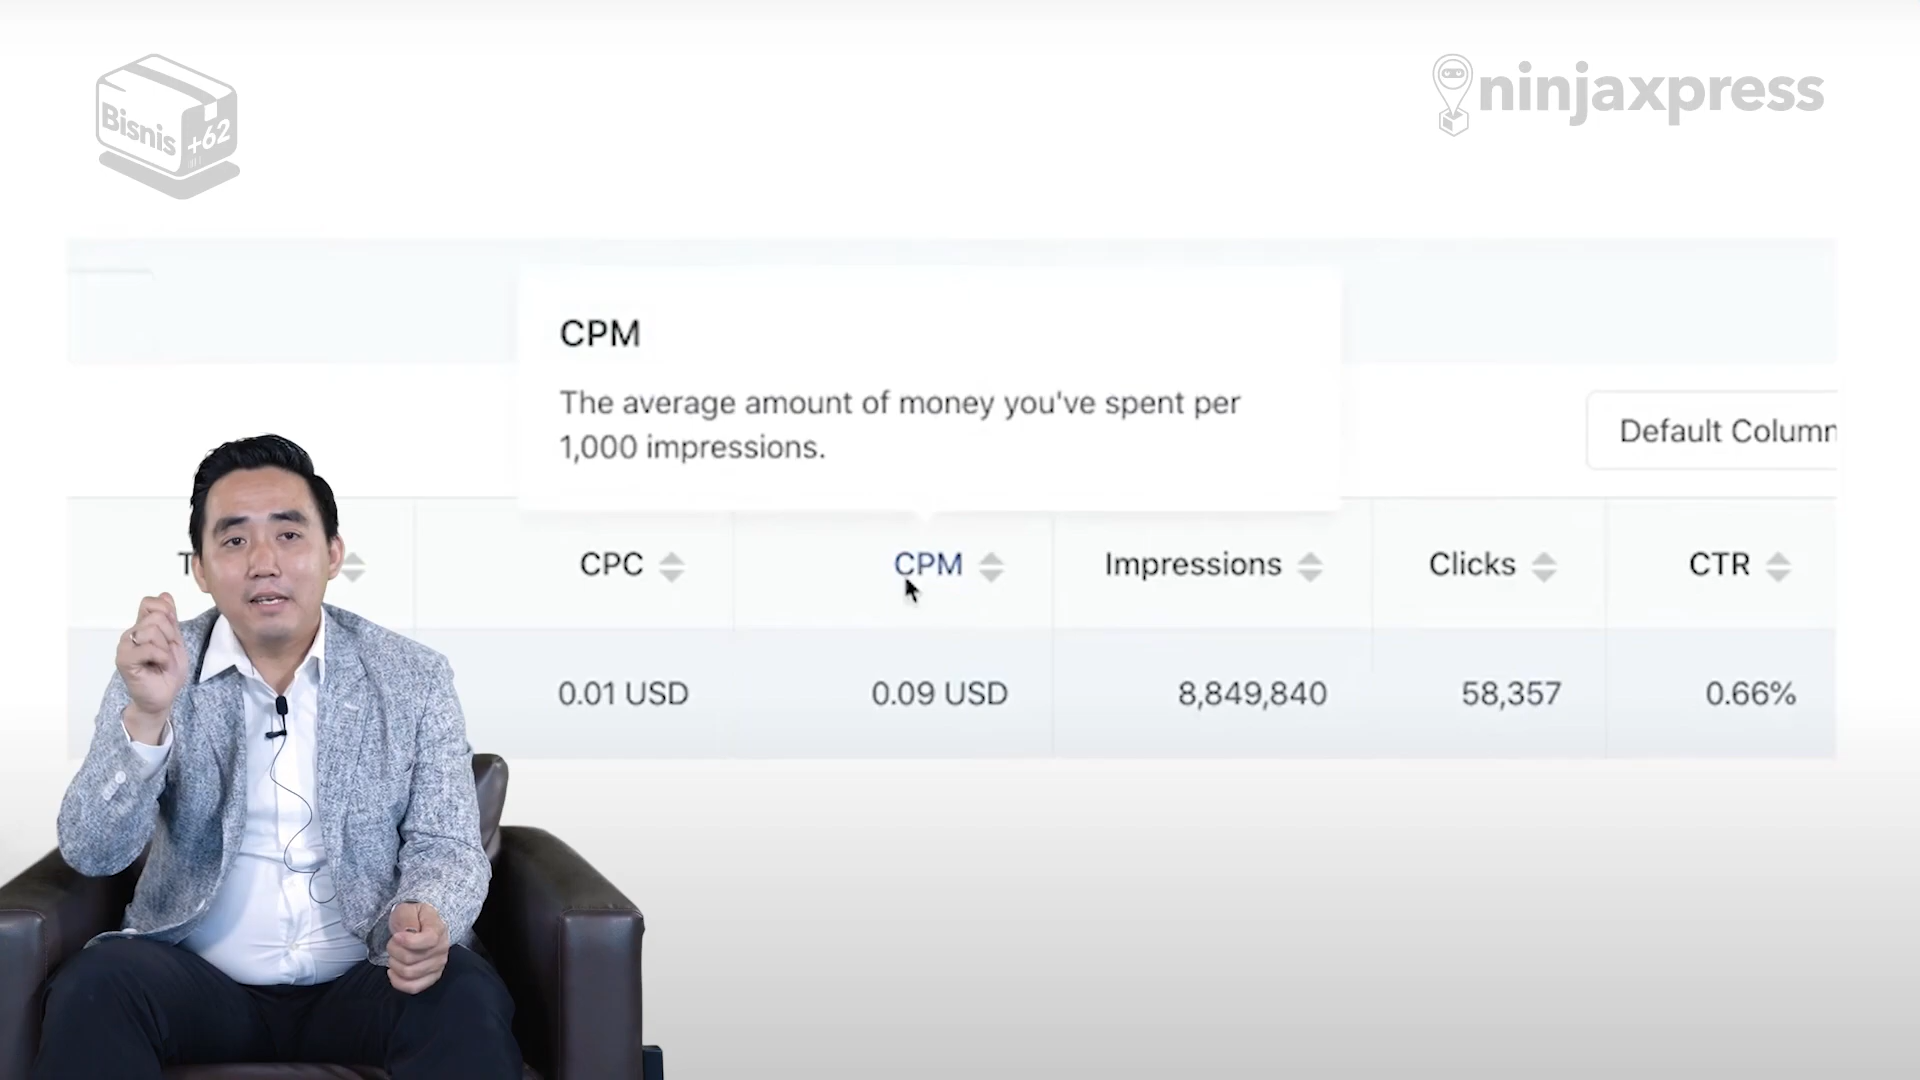 Bisnis +62
ninjaxpress
CPM
The average amount of money you've spent per
1,000 impressions.
Default Column
CPC
CPM
Impressions
Clicks
CTR
0.01 USD
0.09 USD
8,849,840
58,357
0.66%